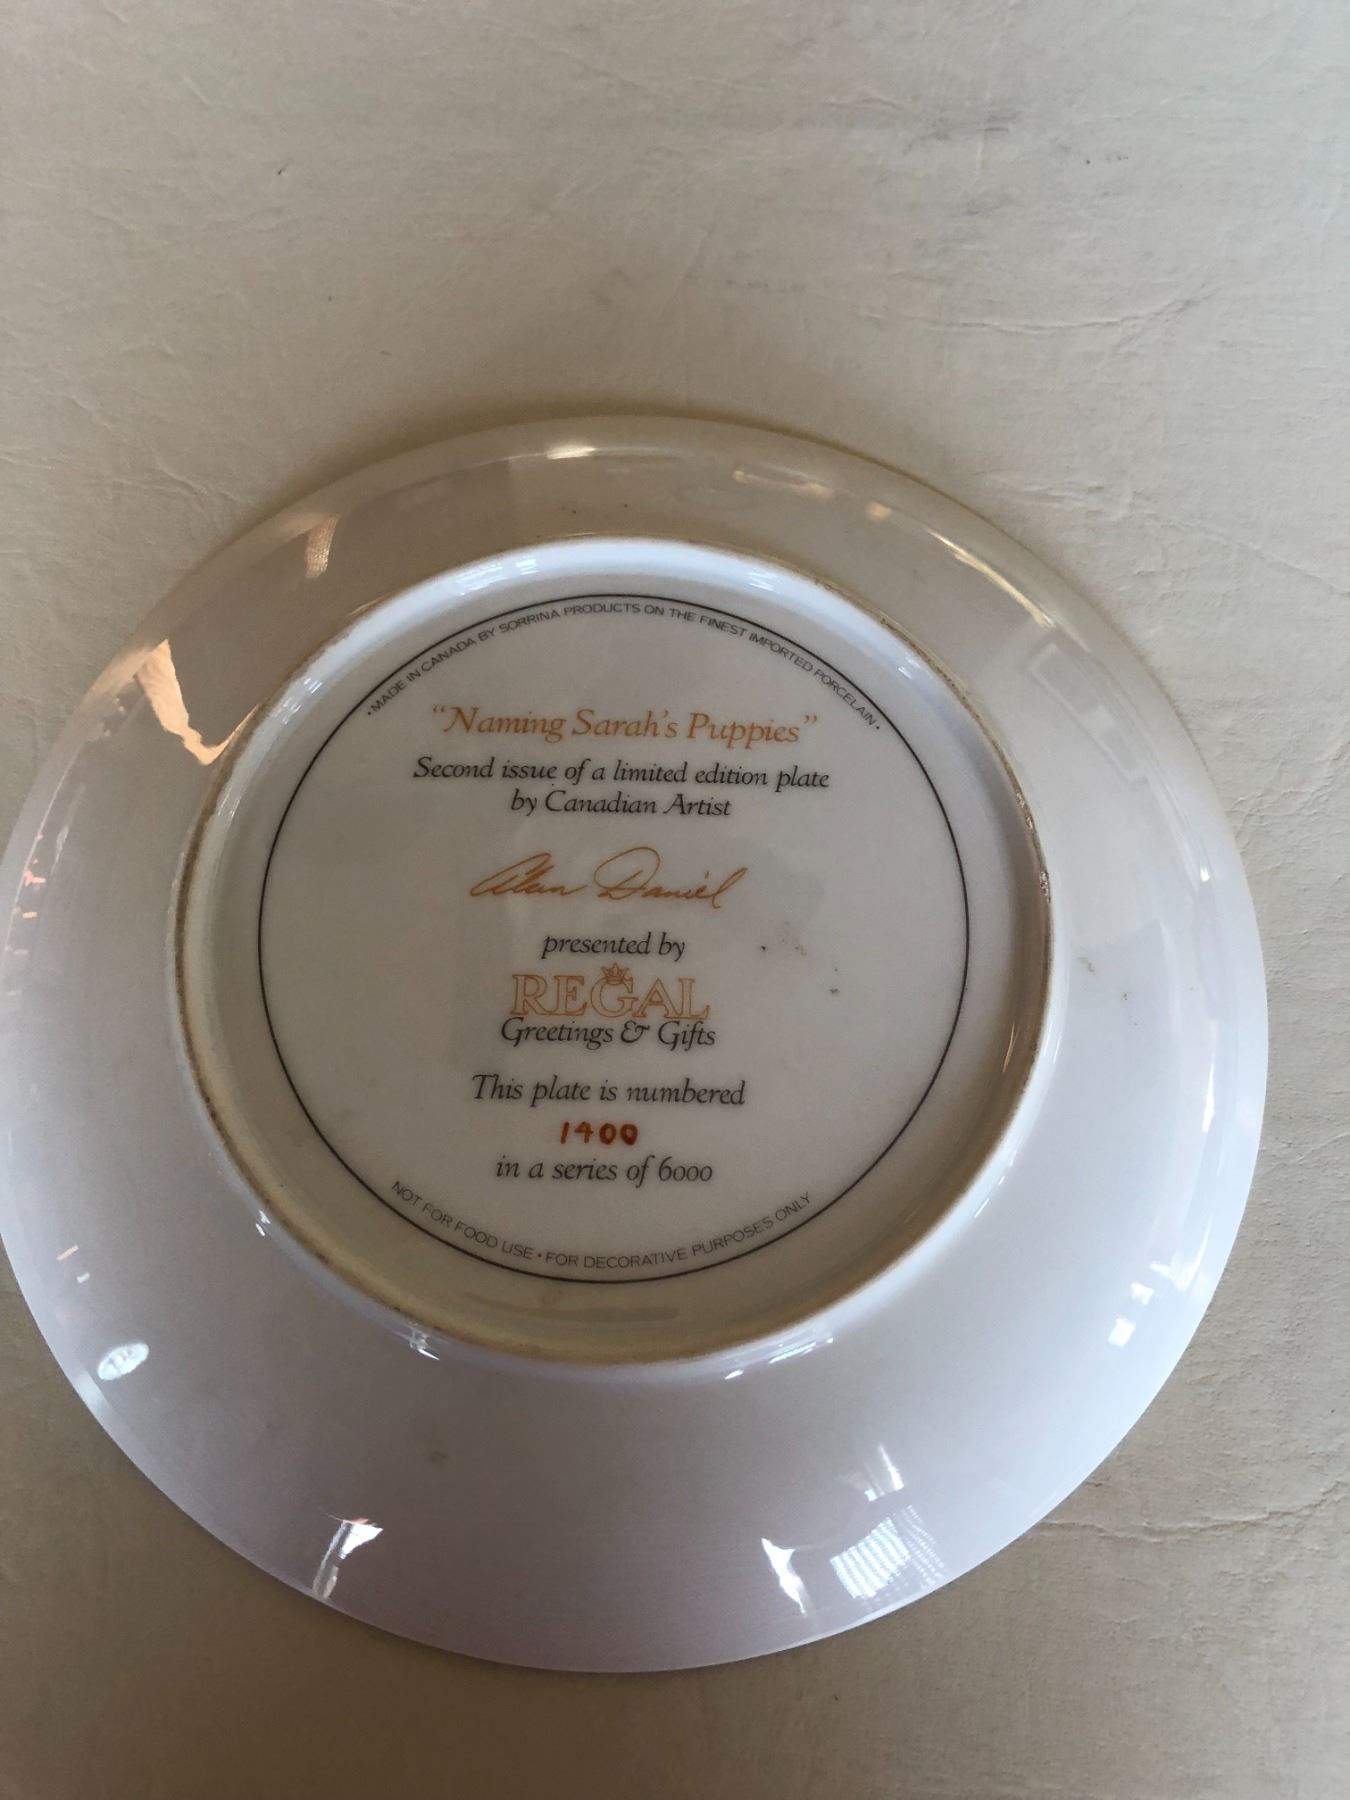 ·MADE IN CANADA BY SORRINA PRODUCTS ON THE FINEST IMPORTED PORCELAIN·
“Naming Sarah's Puppies”
Second issue of a limited edition plate
by Canadian Artist
Alan Daniel
presented by
REGAL
Greetings & Gifts
This plate is numbered
1400
in a series of 6000
NOT FOR FOOD USE · FOR DECORATIVE PURPOSES ONLY